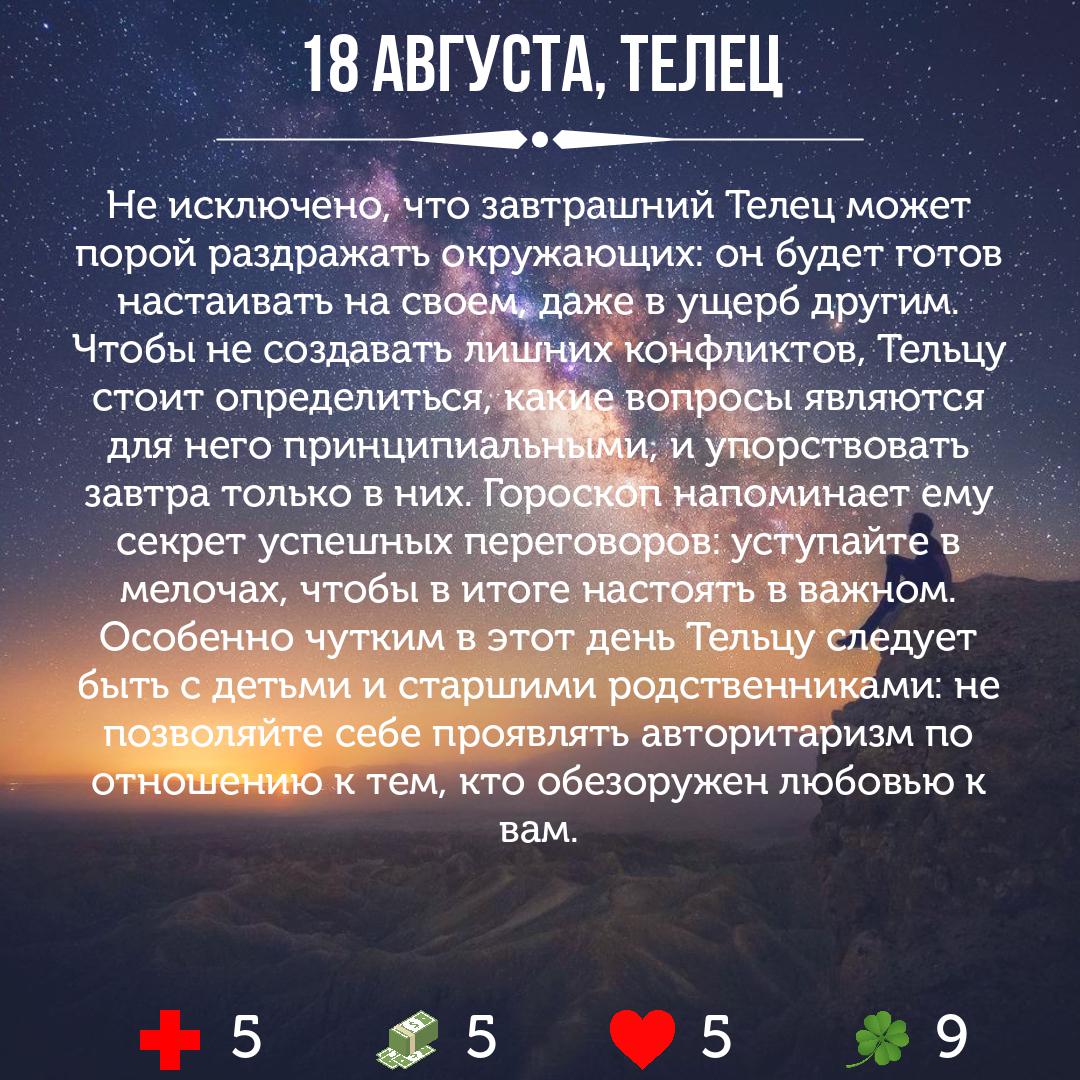 18 АВГУСТА, ТЕЛЕЦ
Не исключено, что завтрашний Телец может
порой раздражать окружающих: он будет готов
настаивать на своем, даже в ущерб другим.
Чтобы не создавать лишних конфликтов, Тельцу
стоит определиться, какие вопросы являются
для него принципиальными, и упорствовать
завтра только в них. Гороскоп напоминает ему
секрет успешных переговоров: уступайте в
мелочах, чтобы в итоге настоять в важном.
Особенно чутким в этот день Тельцу следует
быть с детьми и старшими родственниками: не
позволяйте себе проявлять авторитаризм по
отношению к тем, кто обезоружен любовью к
вам.
5 5 5 9